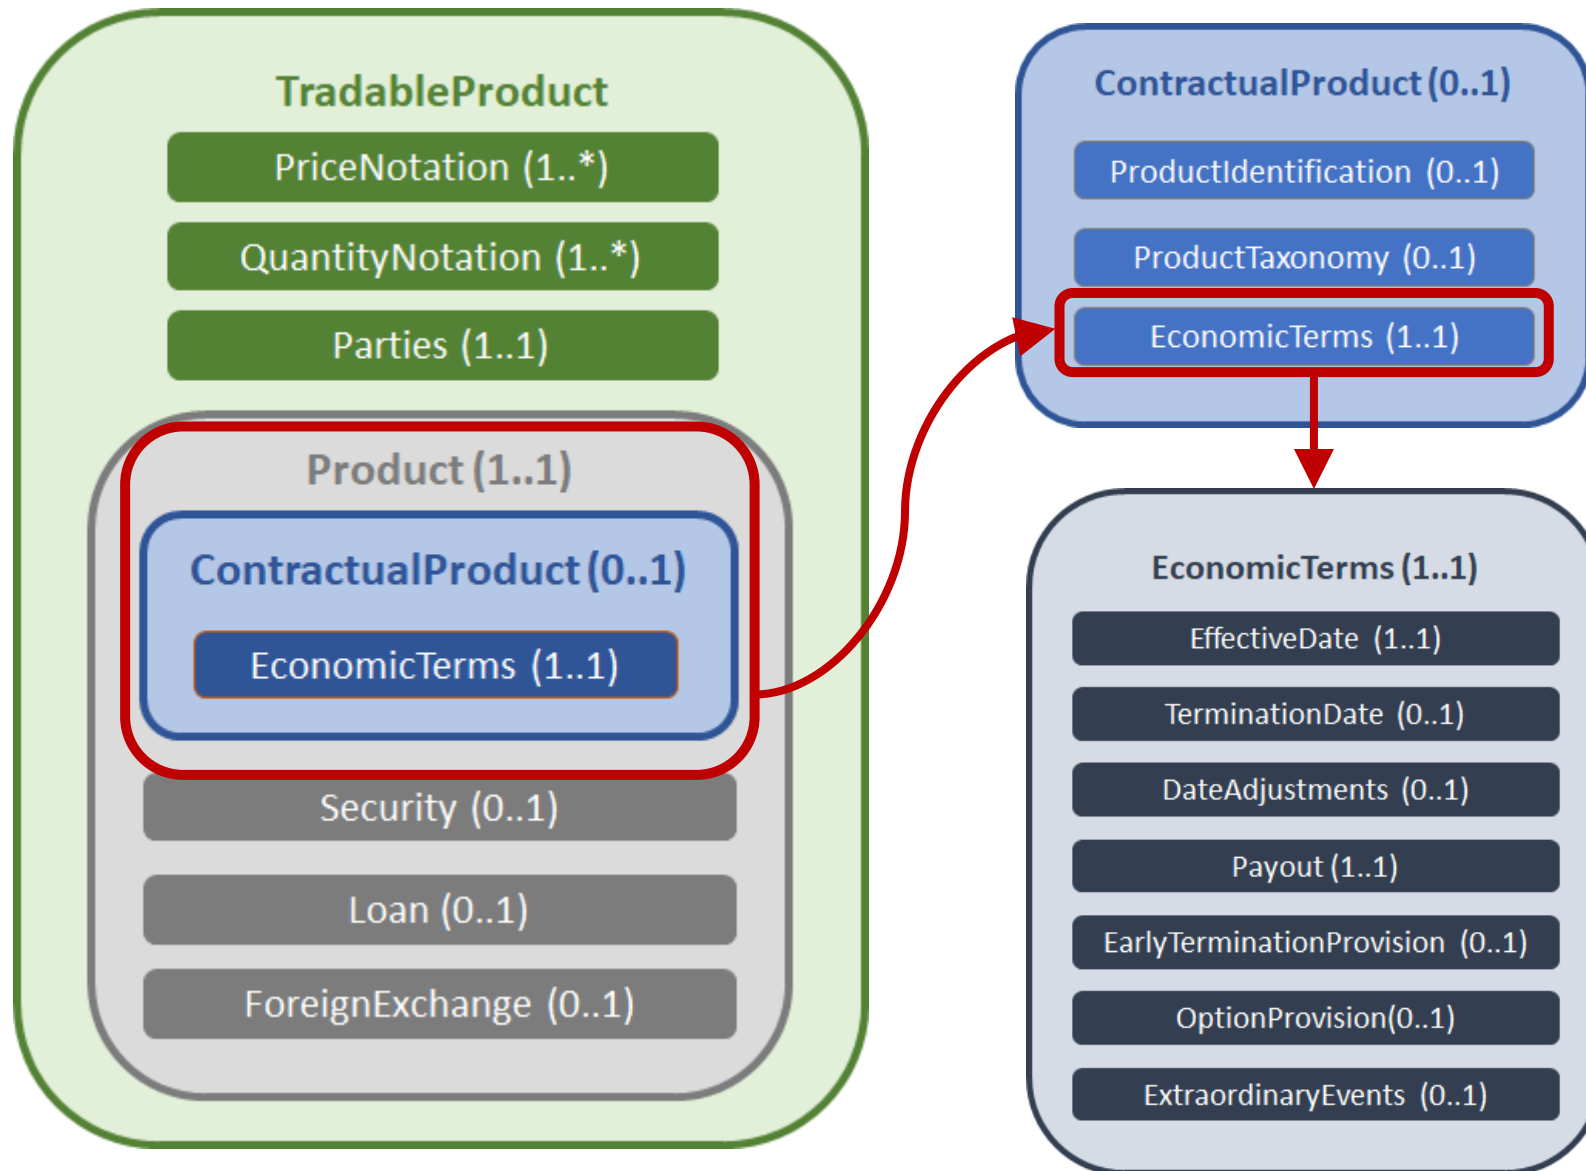 TradableProduct
PriceNotation (1..*)
QuantityNotation (1..*)
Parties (1..1)
Product (1..1)
ContractualProduct (0..1)
EconomicTerms (1..1)
Security (0..1)
Loan (0..1)
ForeignExchange (0..1)
ContractualProduct (0..1)
ProductIdentification (0..1)
ProductTaxonomy (0..1)
EconomicTerms (1..1)
EconomicTerms (1..1)
EffectiveDate (1..1)
TerminationDate (0..1)
DateAdjustments (0..1)
Payout (1..1)
EarlyTerminationProvision (0..1)
OptionProvision(0..1)
ExtraordinaryEvents (0..1)